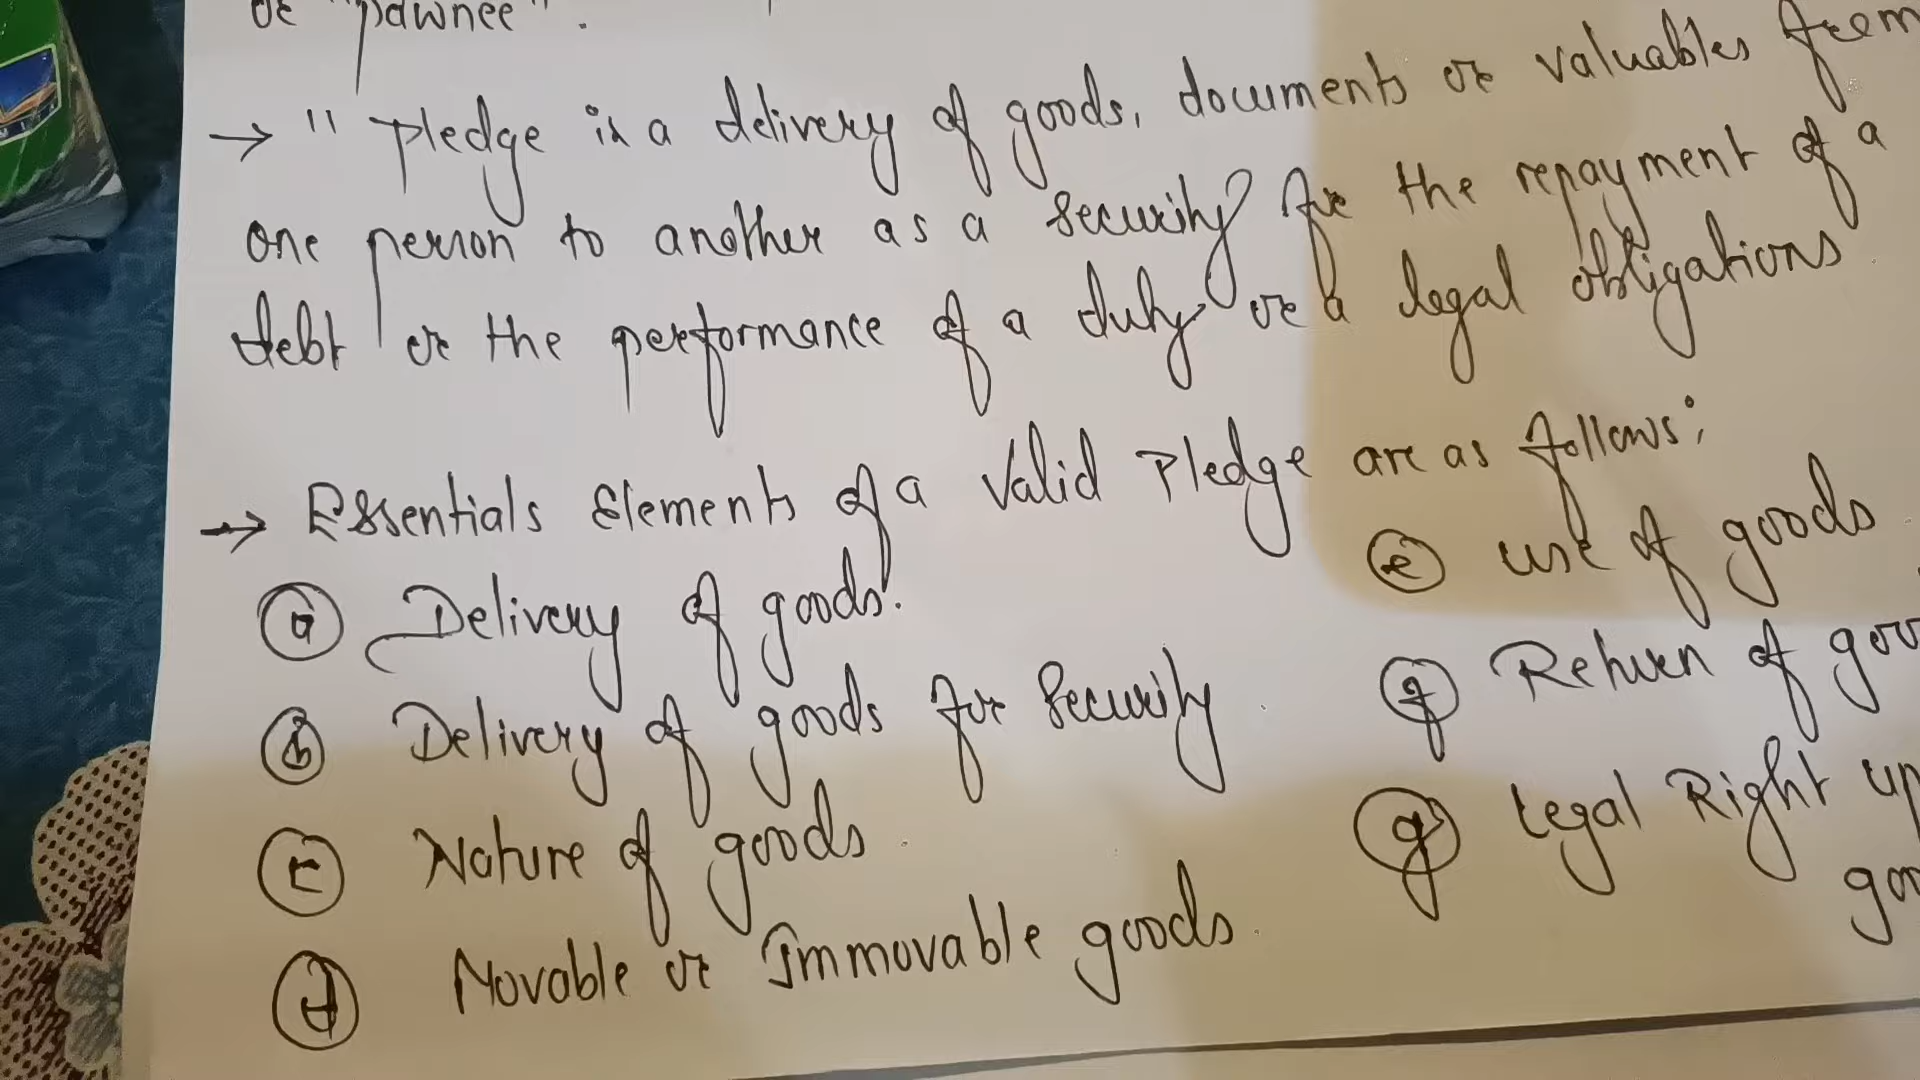 or "pawnee".
→ " Pledge is a delivery of goods, documents or valuables from
one person to another as a security for the repayment of a
debt or the performance of a duty or a legal obligations
→ Essentials Elements of a Valid Pledge are as follows:
(a) Delivery of goods.
(b) Delivery of goods for Security.
(c) Nature of goods.
(d) Movable or Immovable goods.
(e) use of goods.
(f) Return of goo
(g) legal Right up
goo